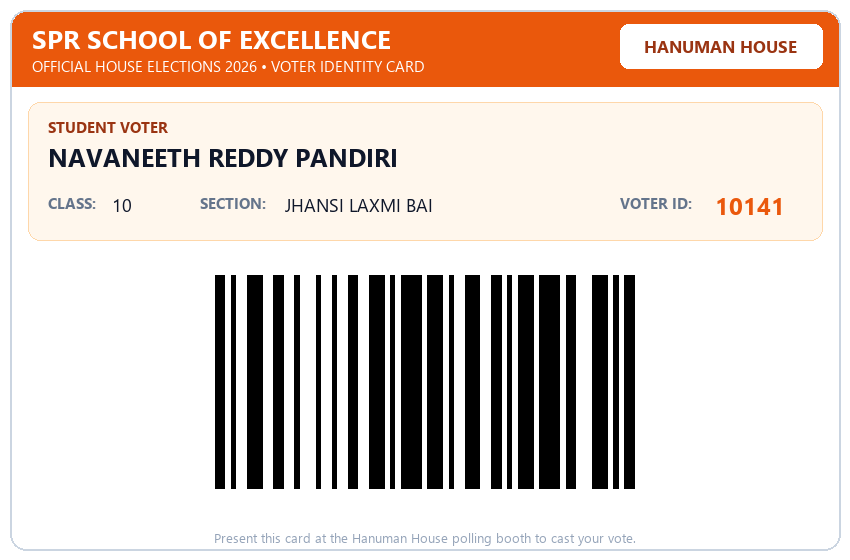 SPR SCHOOL OF EXCELLENCE
OFFICIAL HOUSE ELECTIONS 2026 • VOTER IDENTITY CARD
HANUMAN HOUSE
STUDENT VOTER
NAVANEETH REDDY PANDIRI
CLASS: 10 SECTION: JHANSI LAXMI BAI VOTER ID: 10141
Present this card at the Hanuman House polling booth to cast your vote.